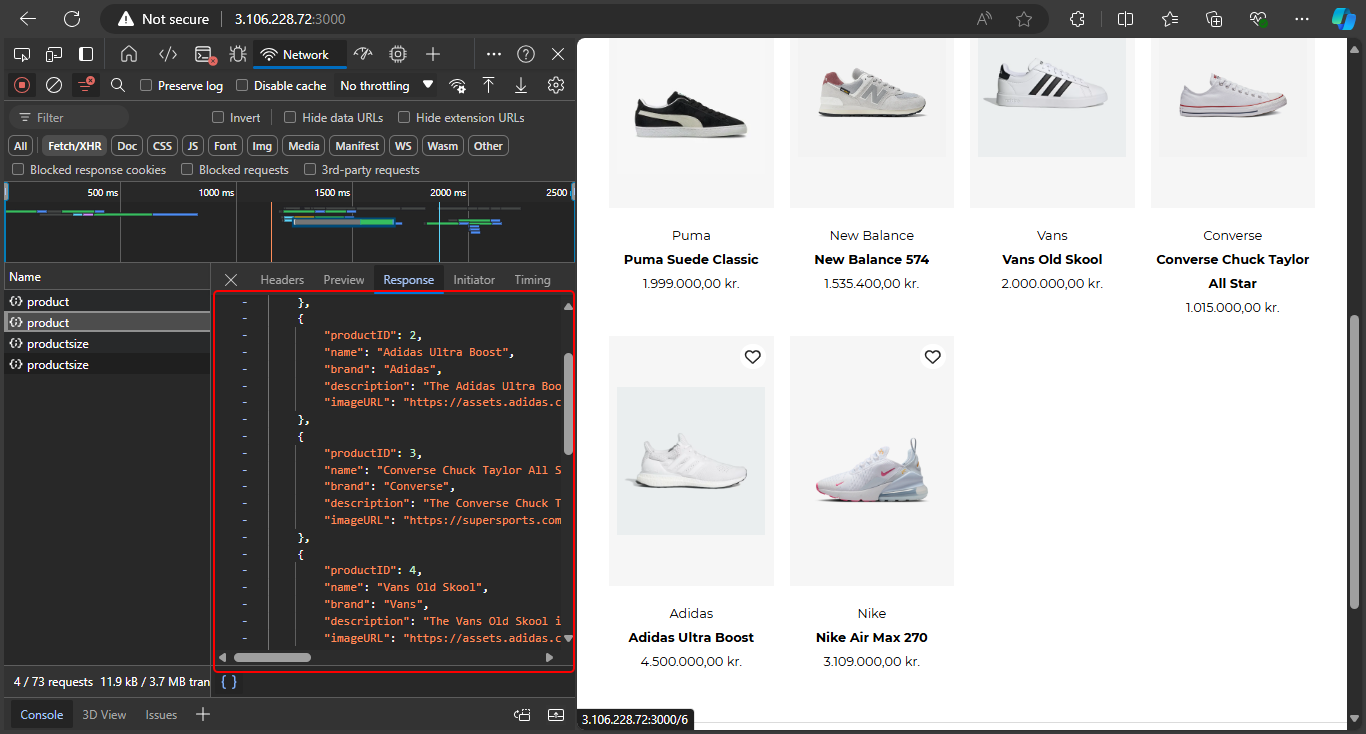 Not secure
3.106.228.72:3000
Network
Preserve log
Disable cache
No throttling
Filter
Invert
Hide data URLs
Hide extension URLs
All
Fetch/XHR
Doc
CSS
JS
Font
Img
Media
Manifest
WS
Wasm
Other
Blocked response cookies
Blocked requests
3rd-party requests
500 ms
1000 ms
1500 ms
2000 ms
2500
Name
Headers
Preview
Response
Initiator
Timing
product
product
productsize
productsize
},
{
"productID": 2,
"name": "Adidas Ultra Boost",
"brand": "Adidas",
"description": "The Adidas Ultra Boo
"imageURL": "https://assets.adidas.c
},
{
"productID": 3,
"name": "Converse Chuck Taylor All S
"brand": "Converse",
"description": "The Converse Chuck T
"imageURL": "https://supersports.com
},
{
"productID": 4,
"name": "Vans Old Skool",
"brand": "Vans",
"description": "The Vans Old Skool i
"imageURL": "https://assets.adidas.c
4 / 73 requests
11.9 kB / 3.7 MB tran
{ }
Console
3D View
Issues
Puma
Puma Suede Classic
1.999.000,00 kr.
New Balance
New Balance 574
1.535.400,00 kr.
Vans
Vans Old Skool
2.000.000,00 kr.
Converse
Converse Chuck Taylor
All Star
1.015.000,00 kr.
Adidas
Adidas Ultra Boost
4.500.000,00 kr.
Nike
Nike Air Max 270
3.109.000,00 kr.
3.106.228.72:3000/6